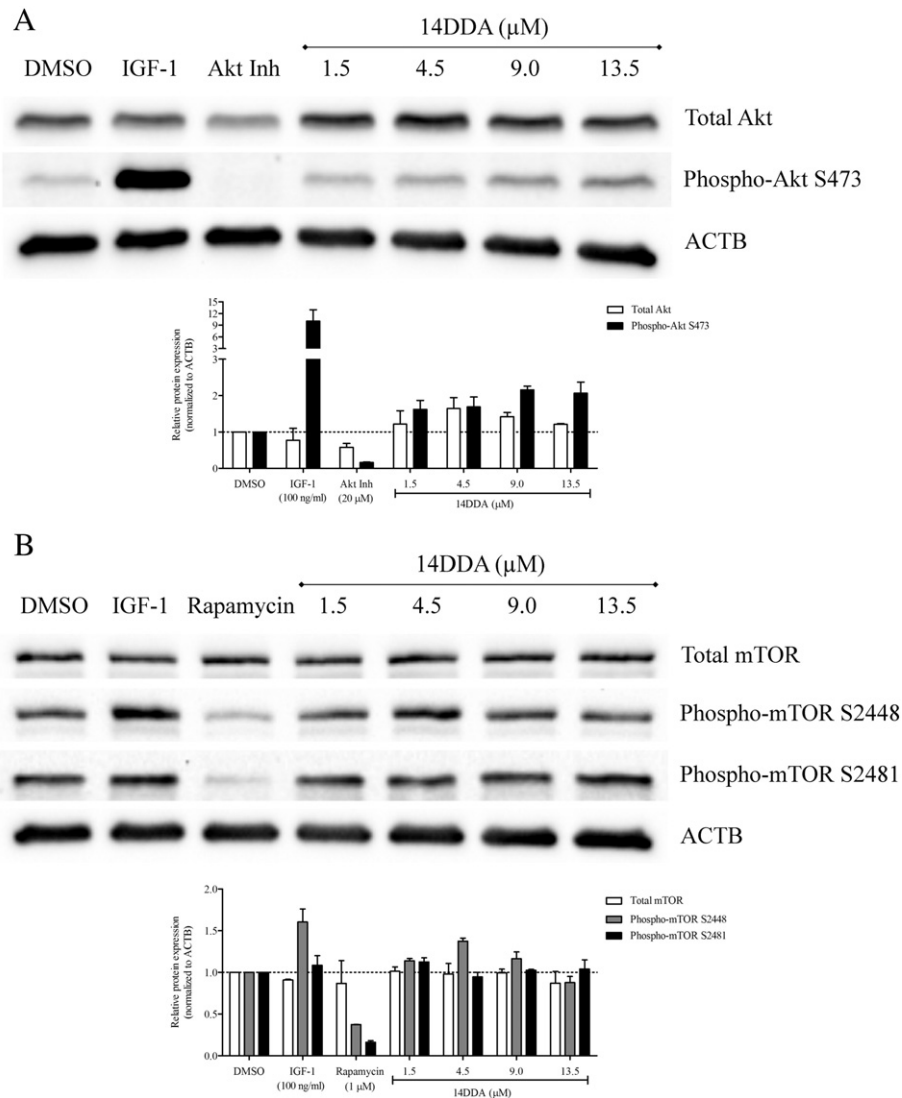 A
14DDA (µM)
DMSO IGF-1 Akt Inh 1.5 4.5 9.0 13.5
Total Akt
Phospho-Akt S473
ACTB
Relative protein expression
(normalized to ACTB)
15
12
9
6
3
3
2
1
0
Total Akt
Phospho-Akt S473
DMSO IGF-1 Akt Inh 1.5 4.5 9.0 13.5
(100 ng/ml) (20 µM) 14DDA (µM)
B
14DDA (µM)
DMSO IGF-1 Rapamycin 1.5 4.5 9.0 13.5
Total mTOR
Phospho-mTOR S2448
Phospho-mTOR S2481
ACTB
Relative protein expression
(normalized to ACTB)
2.0
1.5
1.0
0.5
0.0
Total mTOR
Phospho-mTOR S2448
Phospho-mTOR S2481
DMSO IGF-1 Rapamycin 1.5 4.5 9.0 13.5
(100 ng/ml) (1 µM) 14DDA (µM)